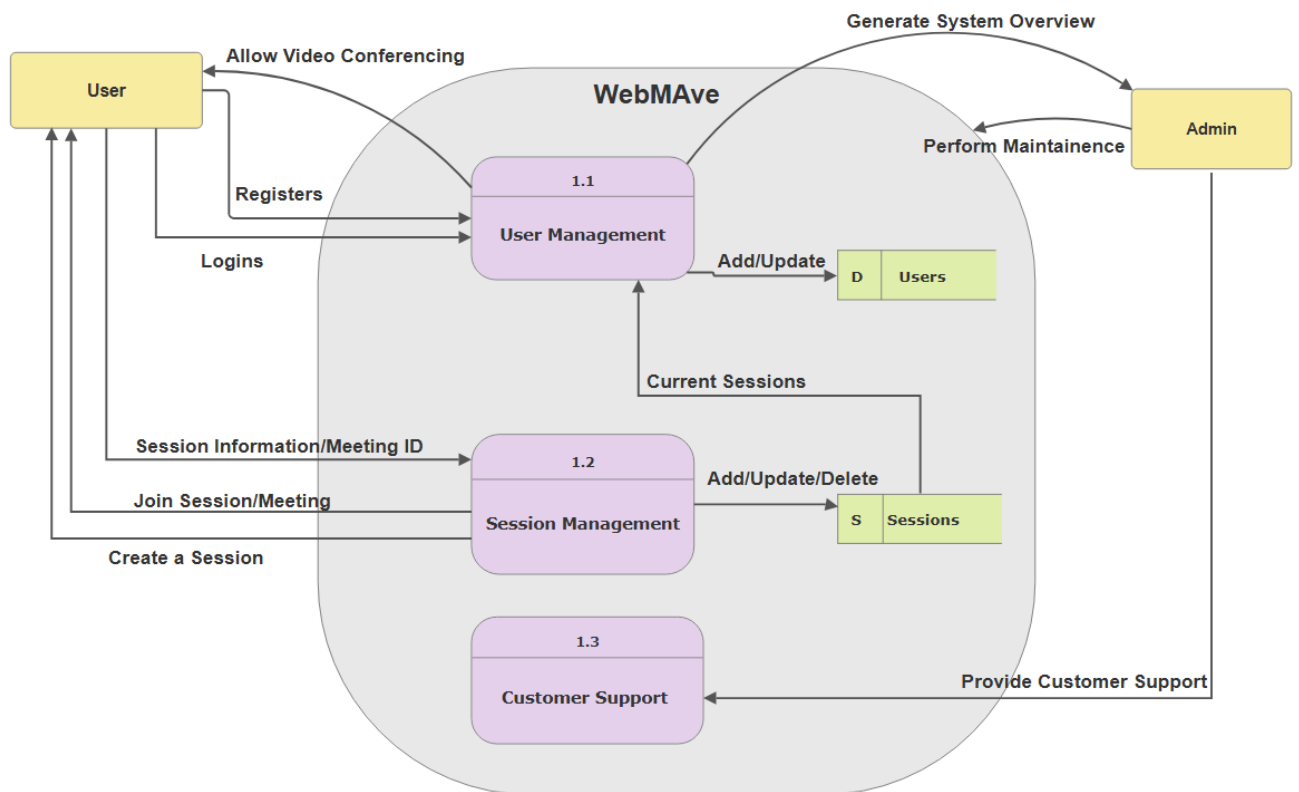 Generate System Overview
Allow Video Conferencing
User
WebMAve
Admin
Perform Maintainence
1.1
Registers
User Management
Logins
Add/Update
D Users
Current Sessions
Session Information/Meeting ID
1.2
Add/Update/Delete
Join Session/Meeting
Session Management
S Sessions
Create a Session
1.3
Provide Customer Support
Customer Support